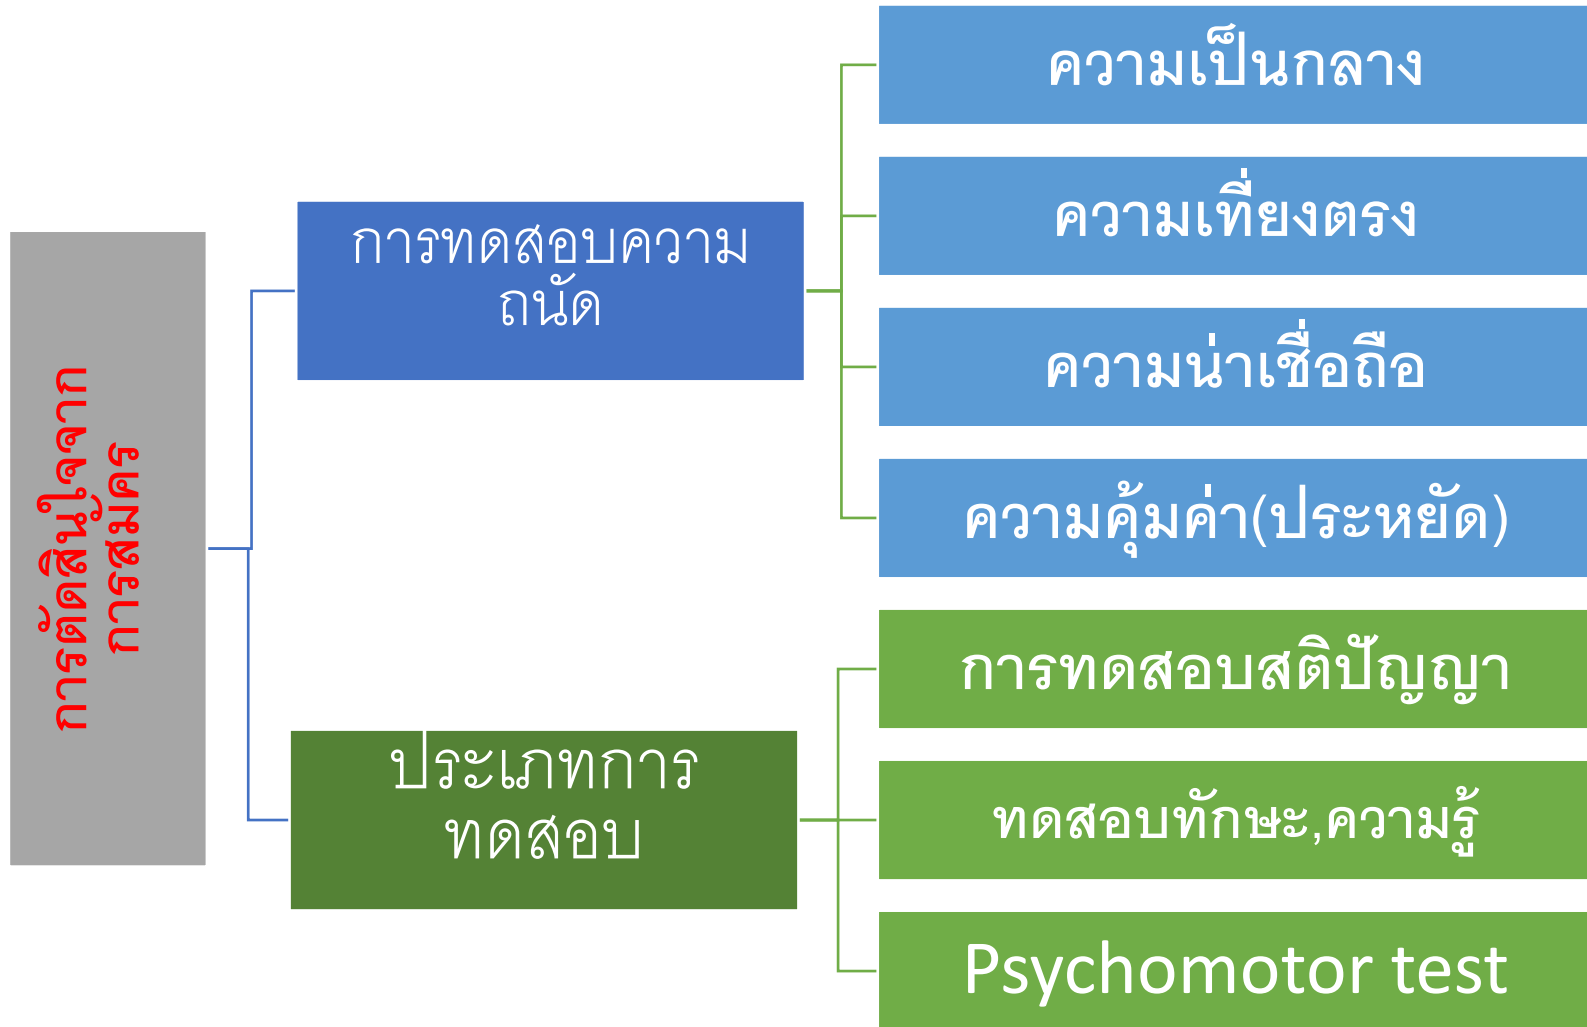 การตัดสินใจจาก
การสมัคร
การทดสอบความ
ถนัด
ความเป็นกลาง
ความเที่ยงตรง
ความน่าเชื่อถือ
ความคุ้มค่า(ประหยัด)
ประเภทการ
ทดสอบ
การทดสอบสติปัญญา
ทดสอบทักษะ,ความรู้
Psychomotor test